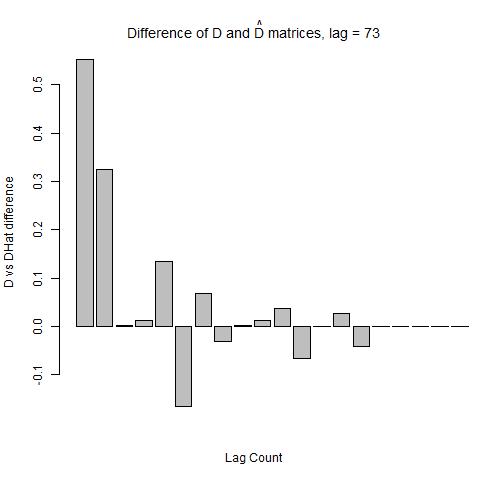 Difference of D and D̂ matrices, lag = 73
D vs DHat difference
0.5
0.4
0.3
0.2
0.1
0.0
-0.1
Lag Count